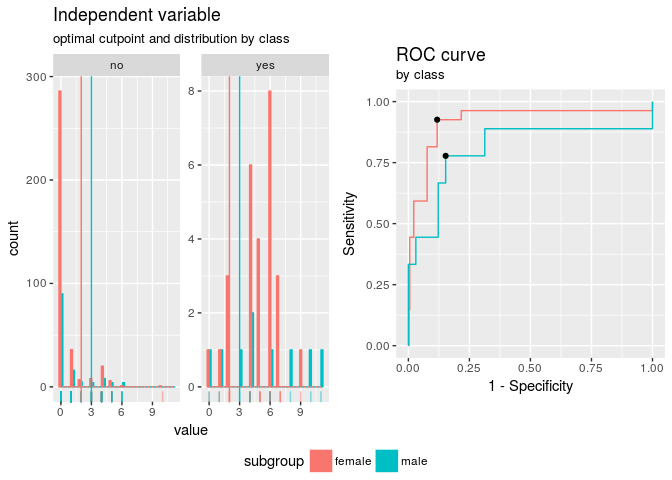 Independent variable
optimal cutpoint and distribution by class
no
yes
300
200
100
0
8
6
4
2
0
0
3
6
9
0
3
6
9
count
value
ROC curve
by class
1.00
0.75
0.50
0.25
0.00
0.00
0.25
0.50
0.75
1.00
Sensitivity
1 - Specificity
subgroup
female
male